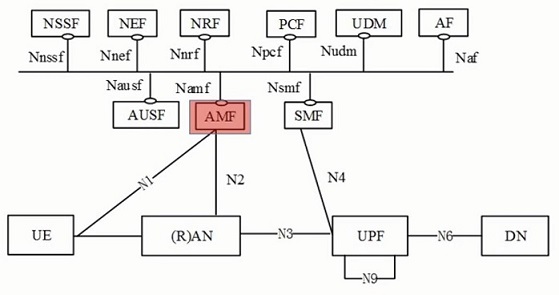 NSSF NEF NRF PCF UDM AF
Nnssf Nnef Nnrf Npcf Nudm Naf
Nausf Namf Nsmf
AUSF AMF SMF
N1 N2 N4
UE (R)AN N3 UPF N6 DN
N9